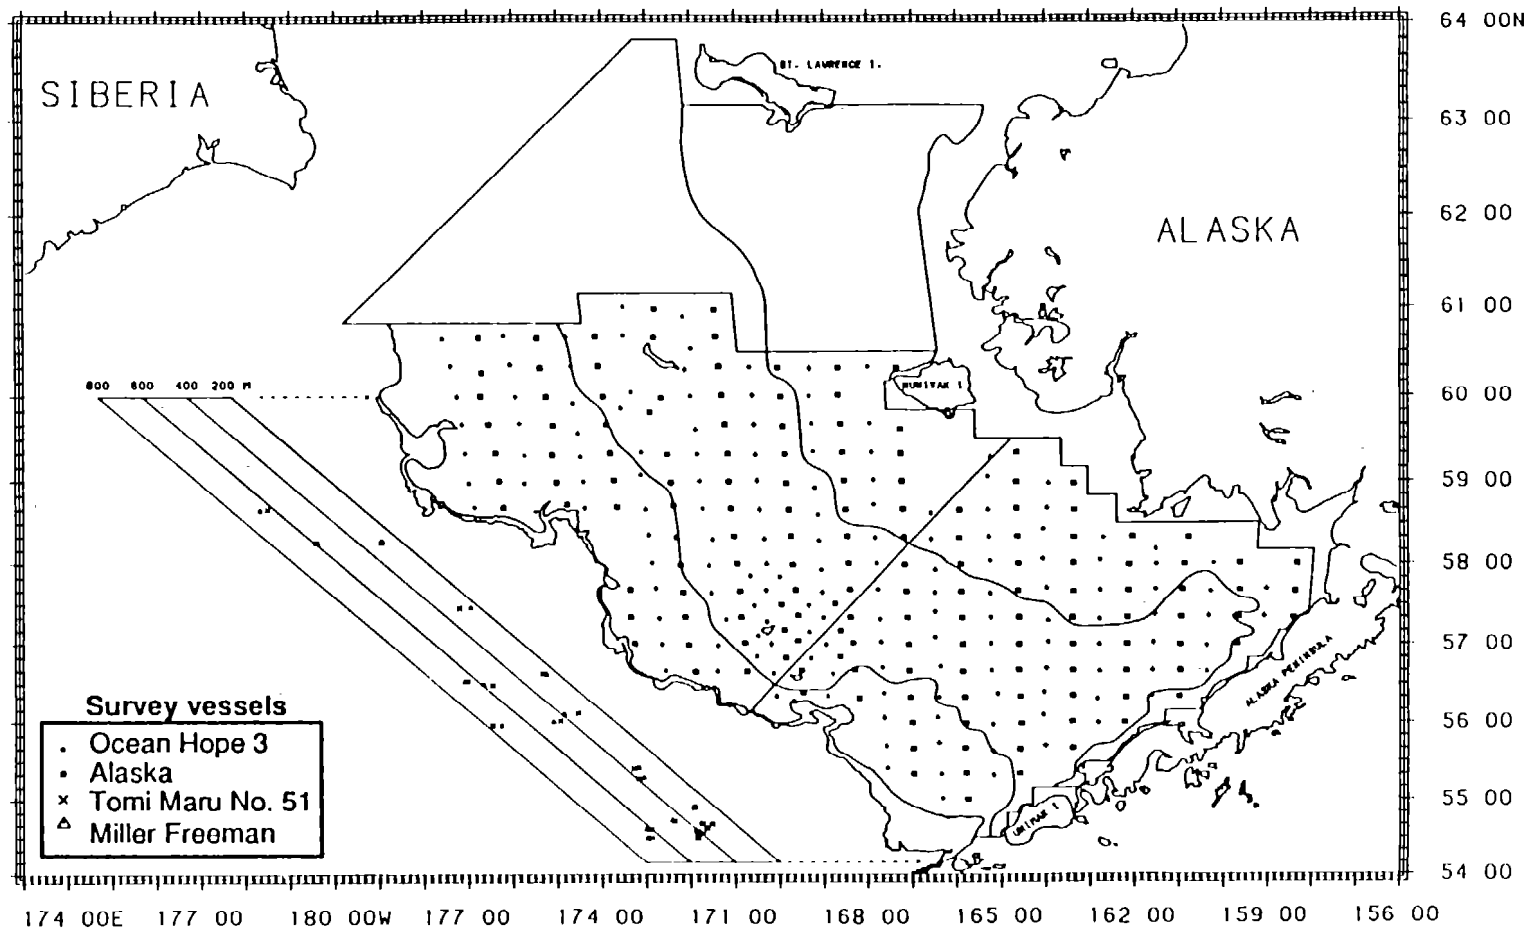 64 00N
ST. LAWRENCE I.
SIBERIA
63 00
62 00
ALASKA
61 00
800 600 400 200 M
NUNIVAK I.
60 00
59 00
58 00
57 00
ALASKA PENINSULA
Survey vessels
56 00
Ocean Hope 3
Alaska
Tomi Maru No. 51
Miller Freeman
55 00
UNIMAK I
54 00
174 00E 177 00 180 00W 177 00 174 00 171 00 168 00 165 00 162 00 159 00 156 00